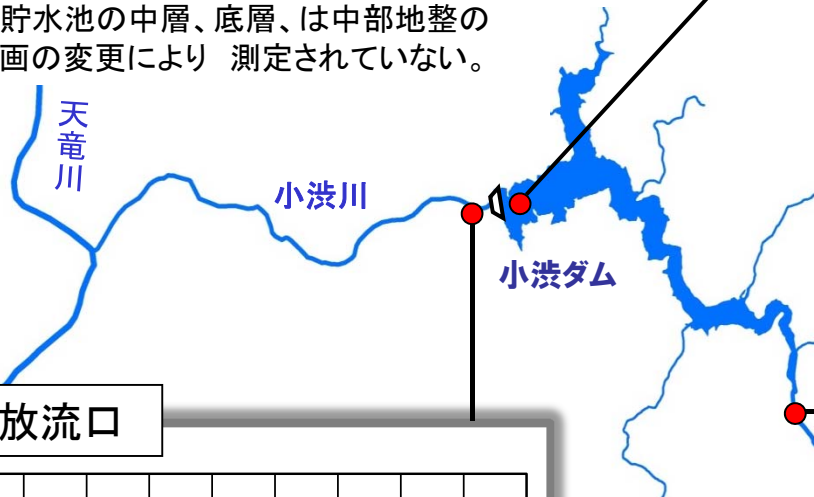 貯水池の中層、底層、は中部地整の
画の変更により 測定されていない。
天竜川
小渋川
小渋ダム
放流口